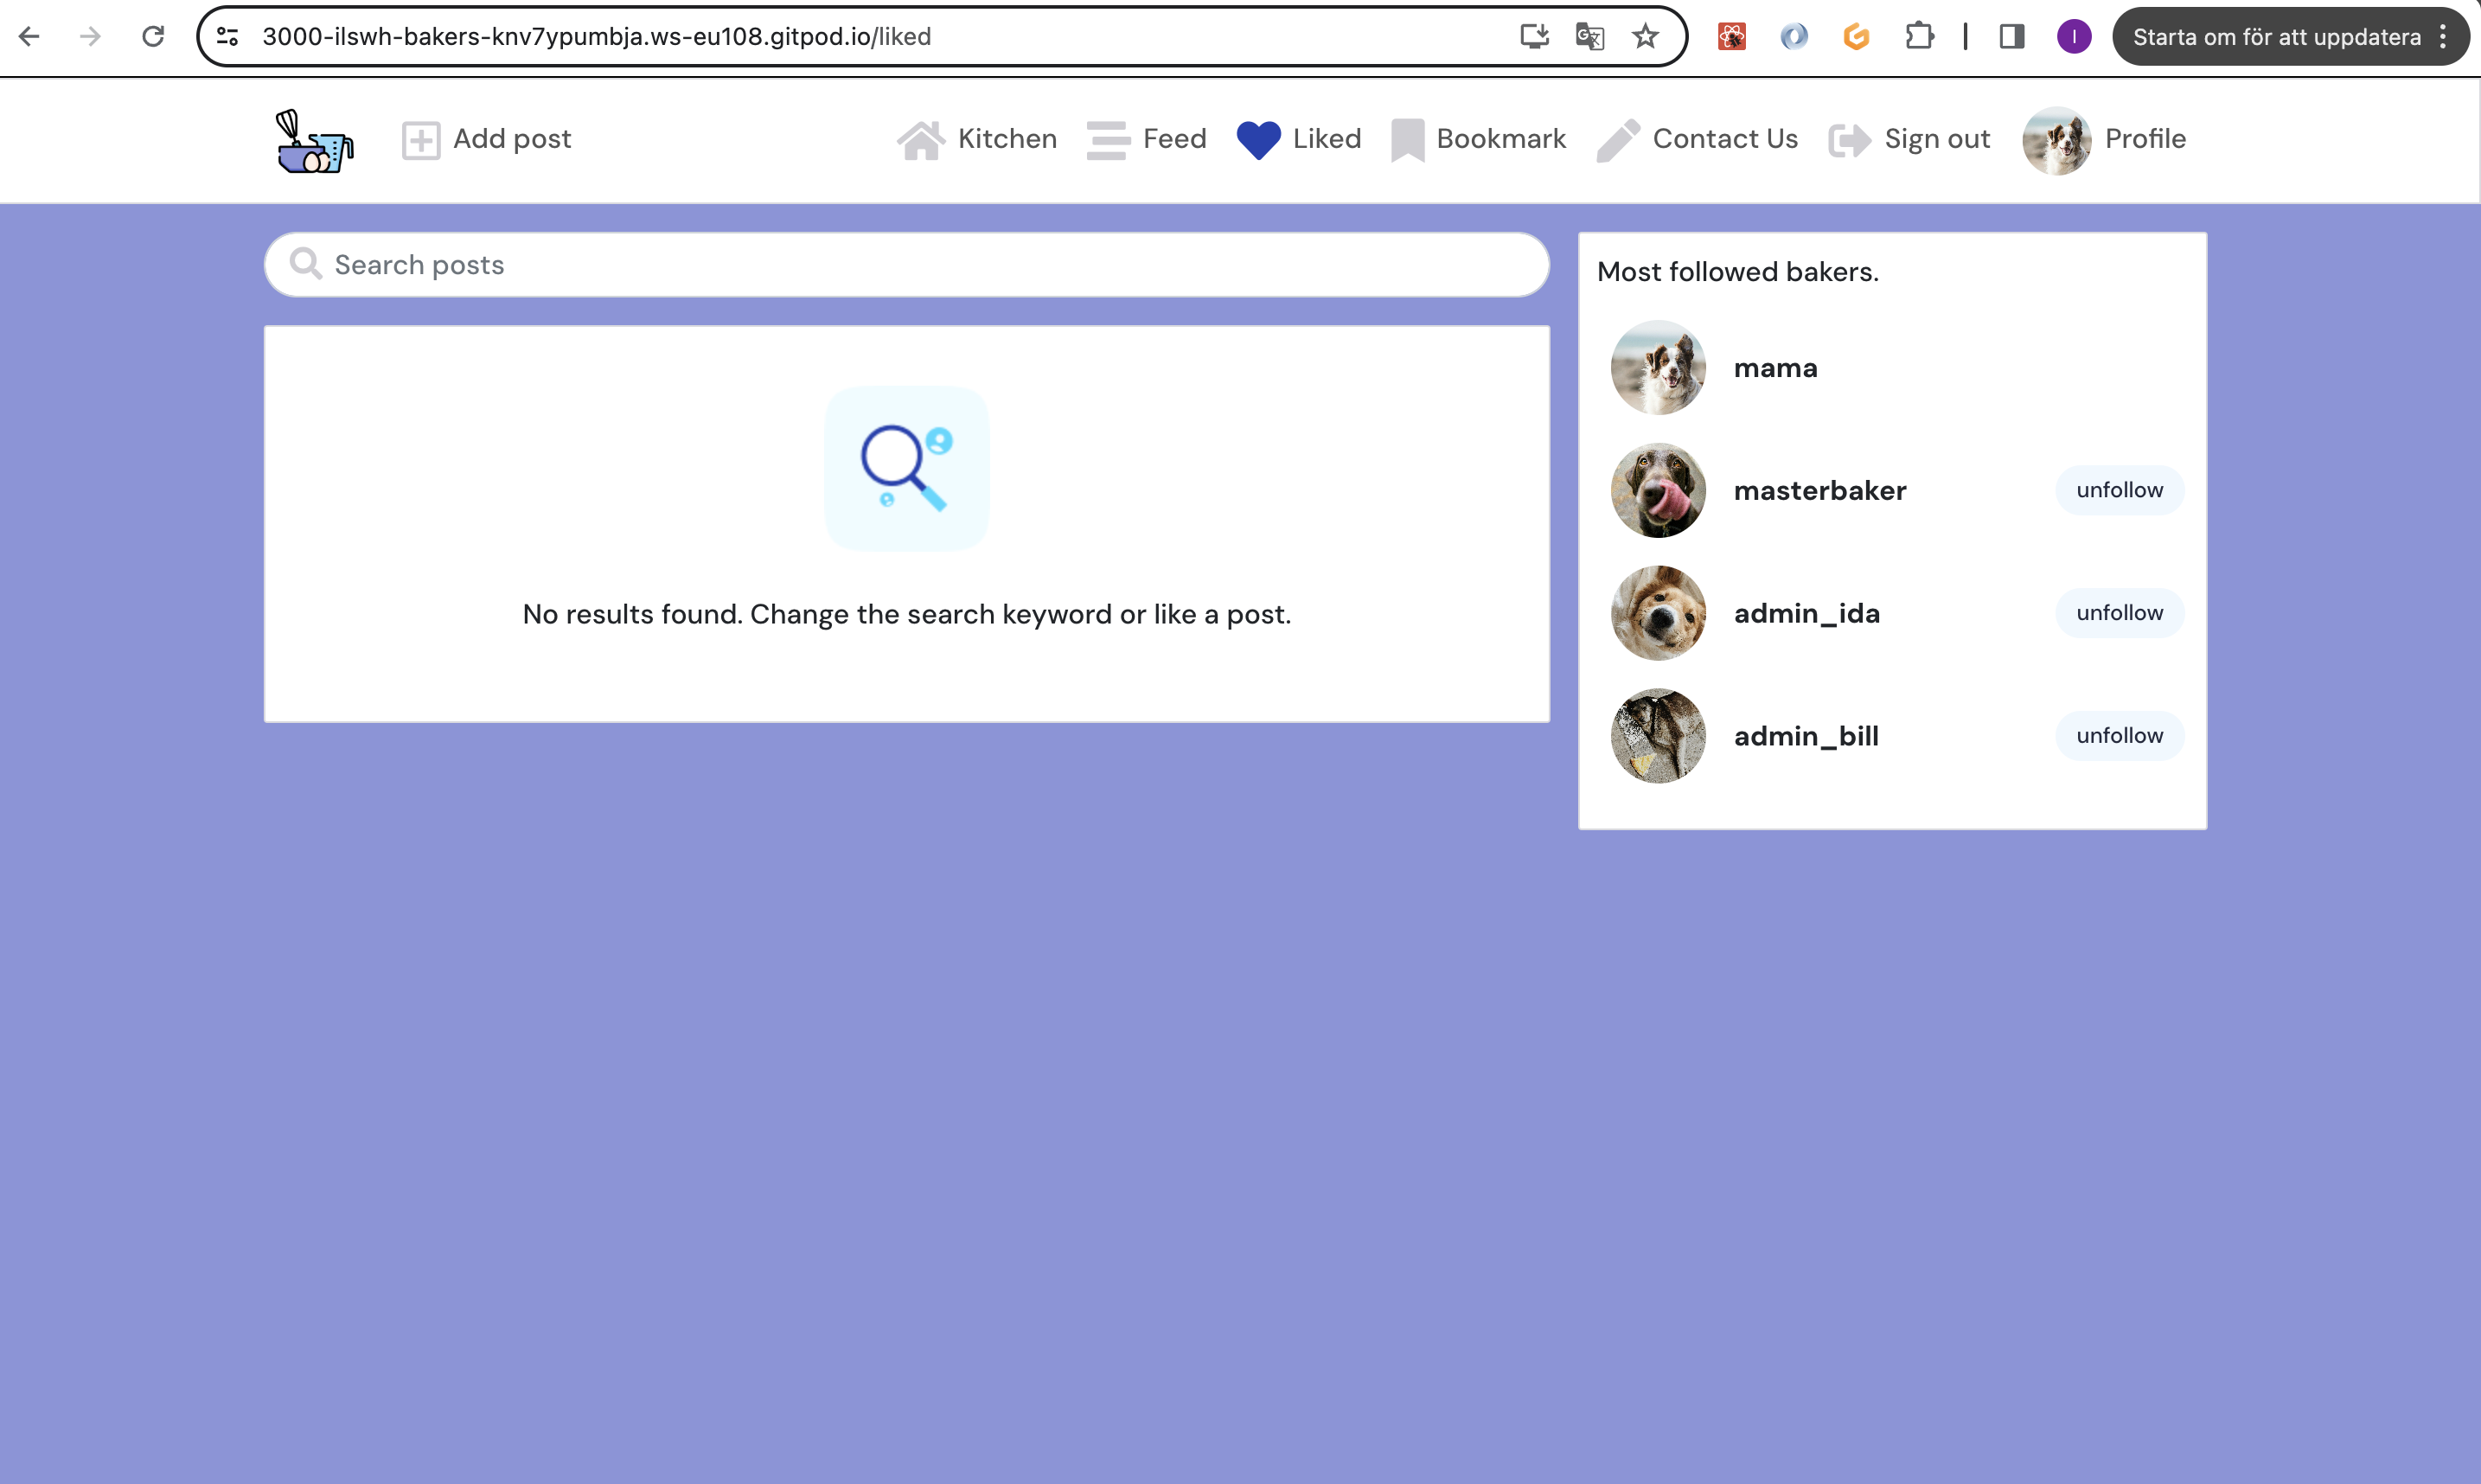 3000-ilswh-bakers-knv7ypumbja.ws-eu108.gitpod.io/liked
I
Starta om för att uppdatera
Add post
Kitchen
Feed
Liked
Bookmark
Contact Us
Sign out
Profile
Search posts
No results found. Change the search keyword or like a post.
Most followed bakers.
mama
masterbaker
unfollow
admin_ida
unfollow
admin_bill
unfollow